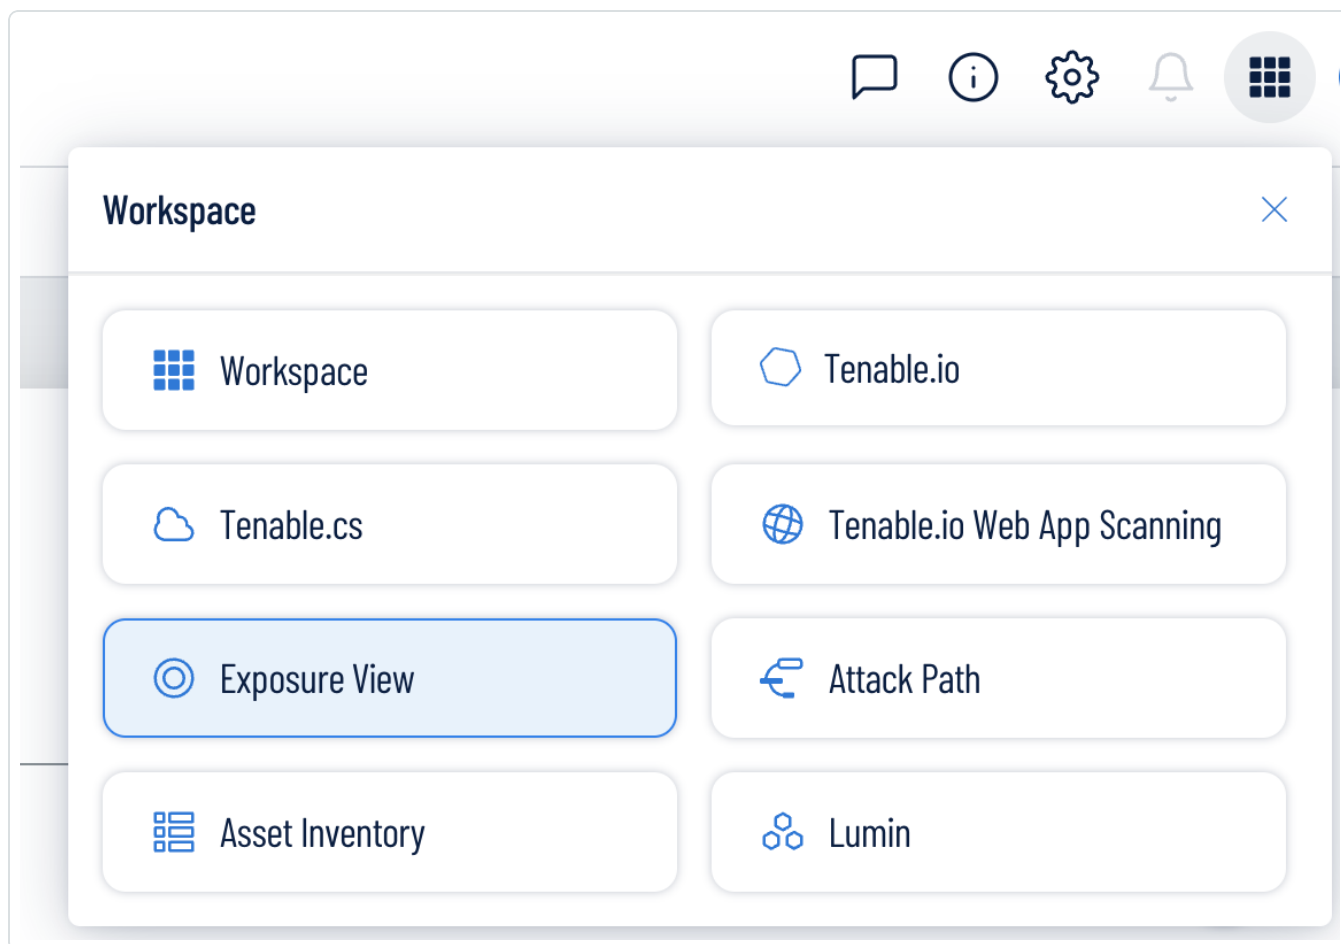 Workspace
Workspace
Tenable.io
Tenable.cs
Tenable.io Web App Scanning
Exposure View
Attack Path
Asset Inventory
Lumin